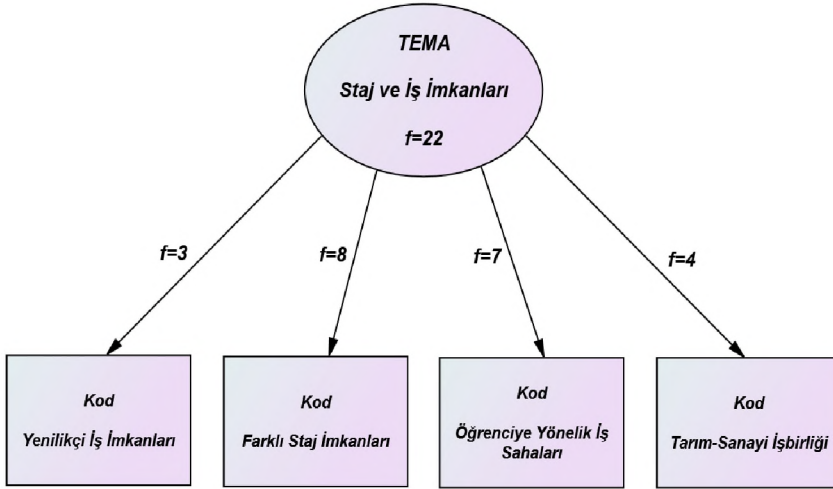 TEMA
Staj ve İş İmkanları
f=22
f=3
f=8
f=7
f=4
Kod
Yenilikçi İş İmkanları
Kod
Farklı Staj İmkanları
Kod
Öğrenciye Yönelik İş
Sahaları
Kod
Tarım-Sanayi İşbirliği